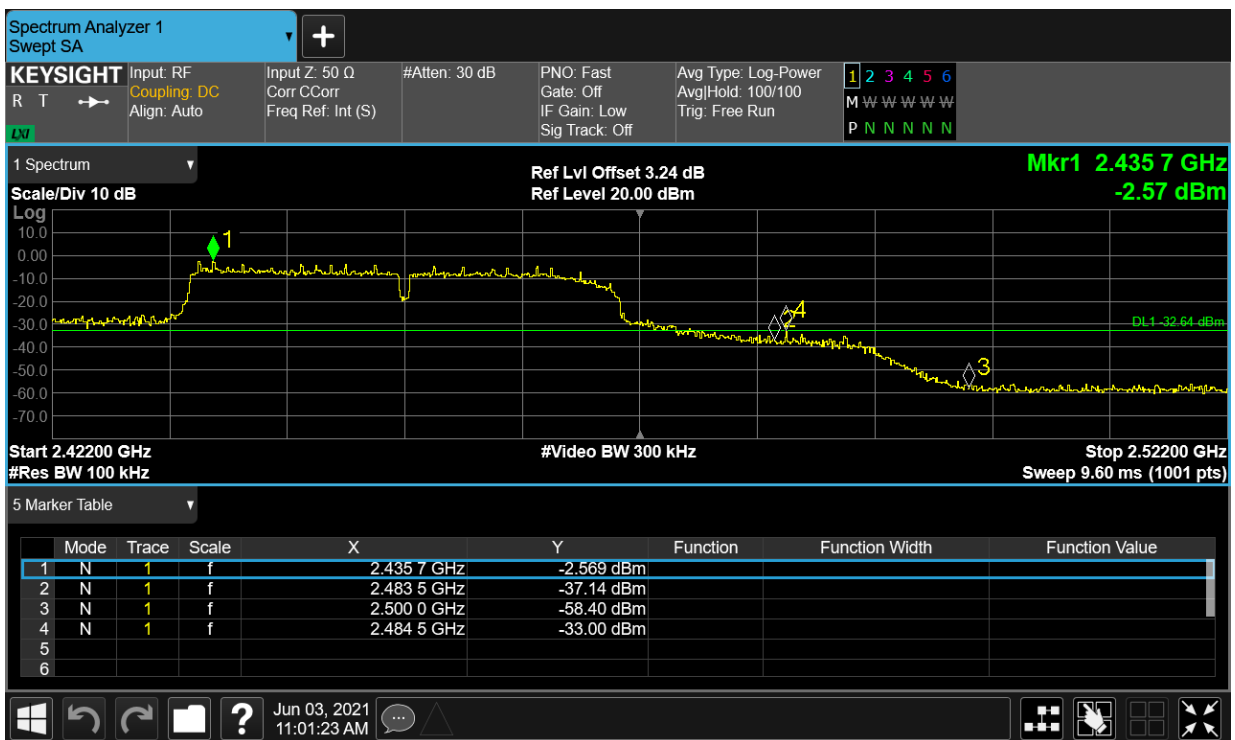 Spectrum Analyzer 1
Swept SA
+
KEYSIGHT Input: RF Input Z: 50 Ω #Atten: 30 dB PNO: Fast Avg Type: Log-Power 1 2 3 4 5 6
R T Coupling: DC Corr CCorr Gate: Off Avg|Hold: 100/100 M W W W W W
Align: Auto Freq Ref: Int (S) IF Gain: Low Trig: Free Run
LXI Sig Track: Off P N N N N N
1 Spectrum Ref Lvl Offset 3.24 dB Mkr1 2.435 7 GHz
Scale/Div 10 dB Ref Level 20.00 dBm -2.57 dBm
Log
10.0
1
0.00
-10.0
-20.0
-30.0 2 4 DL1 -32.64 dBm
-40.0
-50.0 3
-60.0
-70.0
Start 2.42200 GHz #Video BW 300 kHz Stop 2.52200 GHz
#Res BW 100 kHz Sweep 9.60 ms (1001 pts)
5 Marker Table
Mode Trace Scale X Y Function Function Width Function Value
1 N 1 f 2.435 7 GHz -2.569 dBm
2 N 1 f 2.483 5 GHz -37.14 dBm
3 N 1 f 2.500 0 GHz -58.40 dBm
4 N 1 f 2.484 5 GHz -33.00 dBm
5
6
? Jun 03, 2021
11:01:23 AM